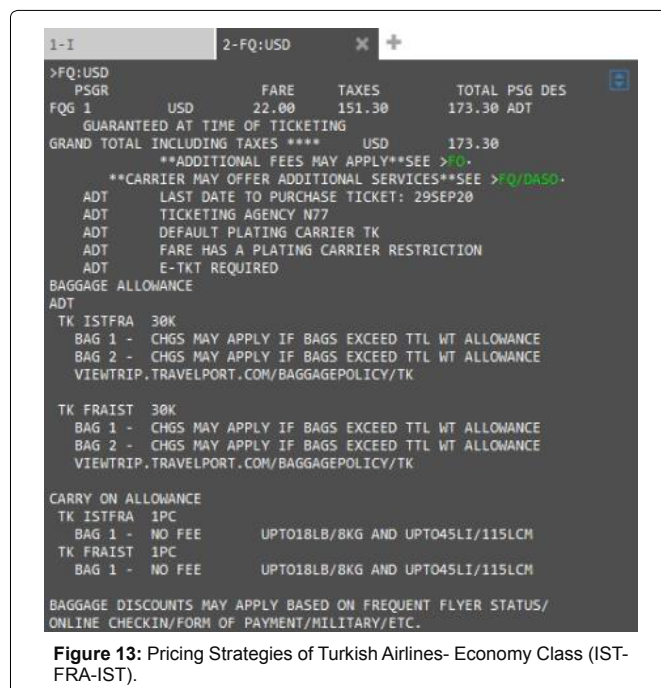 1-I 2-FQ:USD
>FQ:USD
PSGR FARE TAXES TOTAL PSG DES
FQG 1 USD 22.00 151.30 173.30 ADT
GUARANTEED AT TIME OF TICKETING
GRAND TOTAL INCLUDING TAXES **** USD 173.30
**ADDITIONAL FEES MAY APPLY**SEE >FO·
**CARRIER MAY OFFER ADDITIONAL SERVICES**SEE >FQ/DASO·
ADT LAST DATE TO PURCHASE TICKET: 29SEP20
ADT TICKETING AGENCY N77
ADT DEFAULT PLATING CARRIER TK
ADT FARE HAS A PLATING CARRIER RESTRICTION
ADT E-TKT REQUIRED
BAGGAGE ALLOWANCE
ADT
TK ISTFRA 30K
BAG 1 - CHGS MAY APPLY IF BAGS EXCEED TTL WT ALLOWANCE
BAG 2 - CHGS MAY APPLY IF BAGS EXCEED TTL WT ALLOWANCE
VIEWTRIP.TRAVELPORT.COM/BAGGAGEPOLICY/TK
TK FRAIST 30K
BAG 1 - CHGS MAY APPLY IF BAGS EXCEED TTL WT ALLOWANCE
BAG 2 - CHGS MAY APPLY IF BAGS EXCEED TTL WT ALLOWANCE
VIEWTRIP.TRAVELPORT.COM/BAGGAGEPOLICY/TK
CARRY ON ALLOWANCE
TK ISTFRA 1PC
BAG 1 - NO FEE UPTO18LB/8KG AND UPTO45LI/115LCM
TK FRAIST 1PC
BAG 1 - NO FEE UPTO18LB/8KG AND UPTO45LI/115LCM
BAGGAGE DISCOUNTS MAY APPLY BASED ON FREQUENT FLYER STATUS/
ONLINE CHECKIN/FORM OF PAYMENT/MILITARY/ETC.
Figure 13: Pricing Strategies of Turkish Airlines- Economy Class (IST-
FRA-IST).